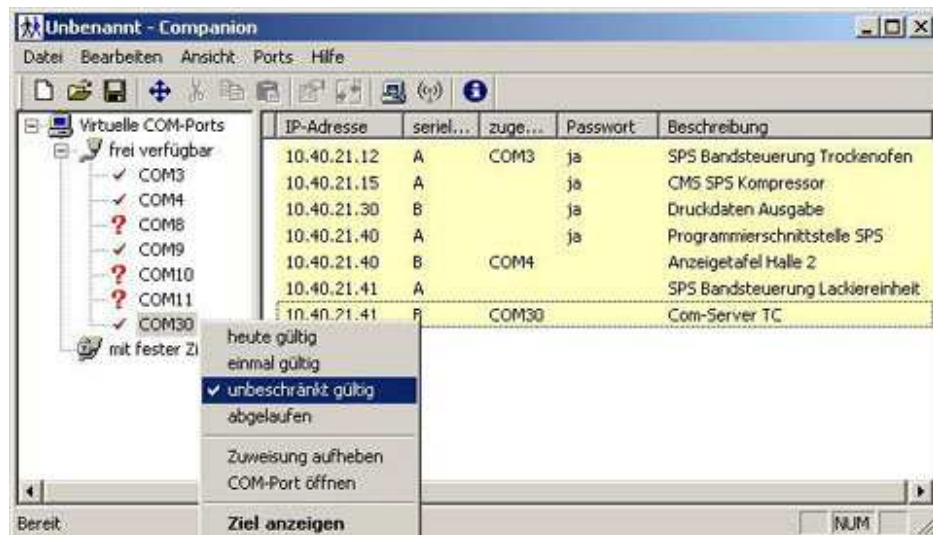 Unbenannt - Companion
Datei Bearbeiten Ansicht Ports Hilfe
Virtuelle COM-Ports
frei verfügbar
COM3
COM4
COM8
COM9
COM10
COM11
COM30
mit fester Zi
IP-Adresse seriel... zuge... Passwort Beschreibung
10.40.21.12 A COM3 ja SPS Bandsteuerung Trockenofen
10.40.21.15 A ja CMS SPS Kompressor
10.40.21.30 B ja Druckdaten Ausgabe
10.40.21.40 A ja Programmierschnittstelle SPS
10.40.21.40 B COM4 Anzeigetafel Halle 2
10.40.21.41 A SPS Bandsteuerung Lackiereinheit
10.40.21.41 B COM30 Com-Server TC
heute gültig
einmal gültig
unbeschränkt gültig
abgelaufen
Zuweisung aufheben
COM-Port öffnen
Ziel anzeigen
Bereit NUM